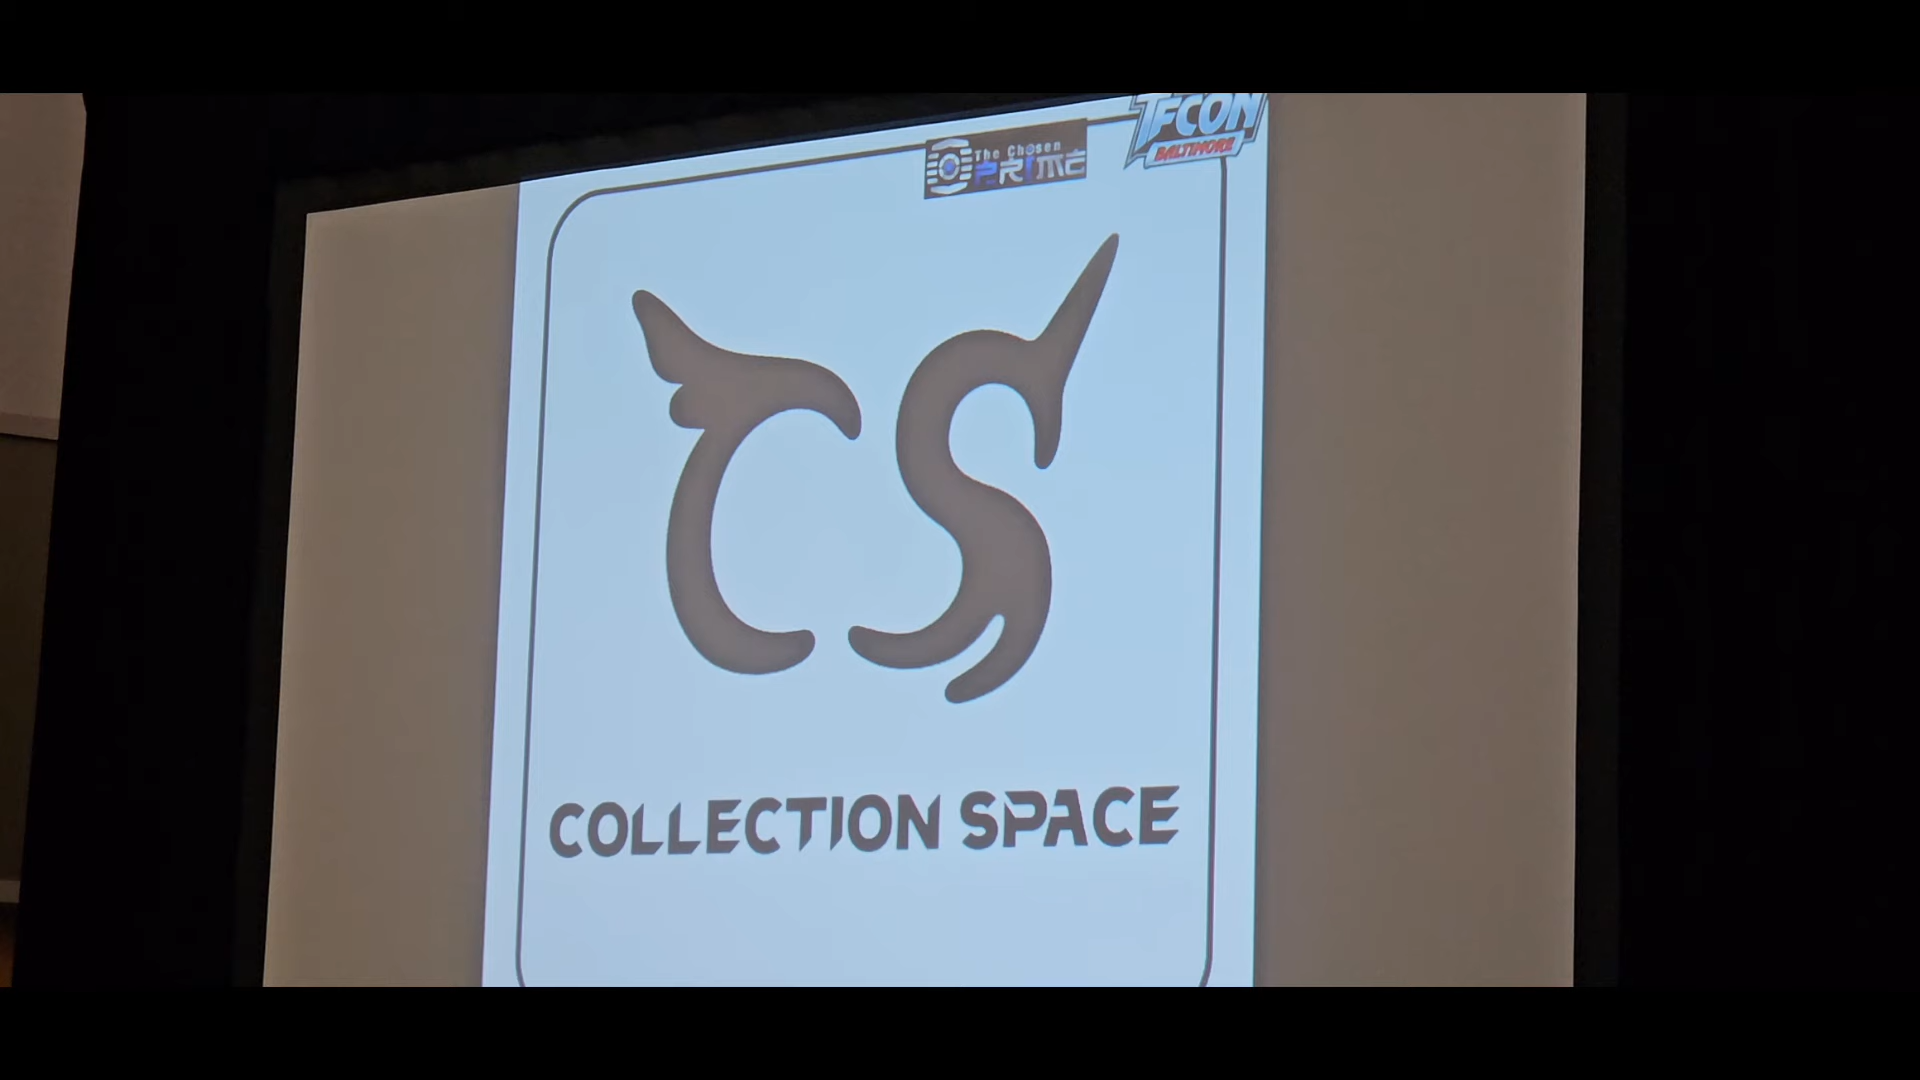 The Chosen
PRIME
TFCON
BALTIMORE
CS
COLLECTION SPACE